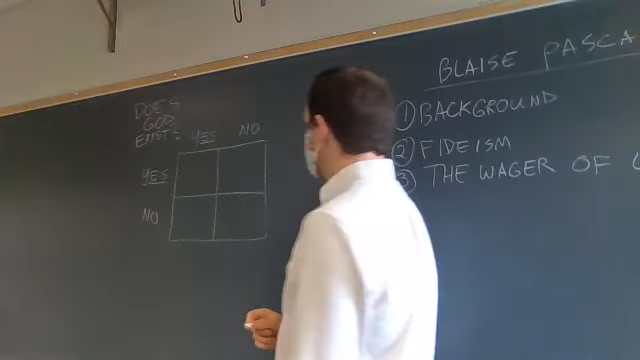 DOES
GOD
EXIST?
YES NO
YES
NO
BLAISE PASCA
① BACKGROUND
② FIDEISM
③ THE WAGER OF